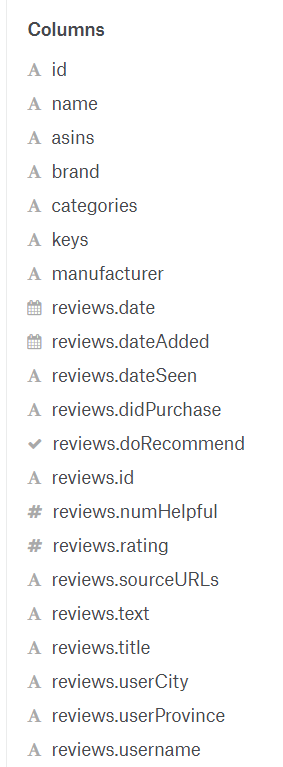 Columns
A id
A name
A asins
A brand
A categories
A keys
A manufacturer
reviews.date
reviews.dateAdded
A reviews.dateSeen
A reviews.didPurchase
reviews.doRecommend
A reviews.id
# reviews.numHelpful
# reviews.rating
A reviews.sourceURLs
A reviews.text
A reviews.title
A reviews.userCity
A reviews.userProvince
A reviews.username